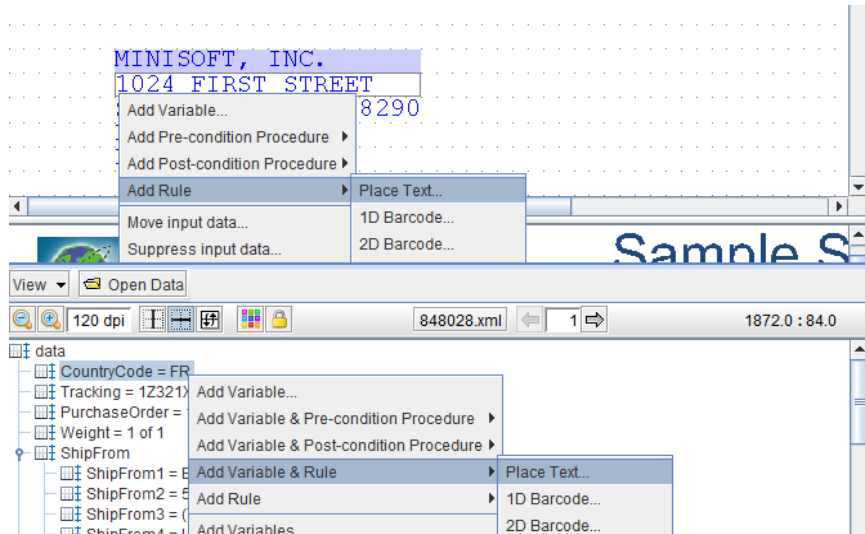 MINISOFT, INC.
1024 FIRST STREET
8290
Add Variable...
Add Pre-condition Procedure
Add Post-condition Procedure
Add Rule
Place Text...
Move input data...
1D Barcode...
Suppress input data...
2D Barcode...
Sample S
View
Open Data
120 dpi
848028.xml
1
1872.0 : 84.0
data
CountryCode = FR
Tracking = 1Z321X
Add Variable...
PurchaseOrder =
Add Variable & Pre-condition Procedure
Weight = 1 of 1
Add Variable & Post-condition Procedure
ShipFrom
ShipFrom1 = E
Add Variable & Rule
Place Text...
ShipFrom2 = 5
Add Rule
1D Barcode...
ShipFrom3 = (
2D Barcode...
ShipFrom4 =
Add Variables